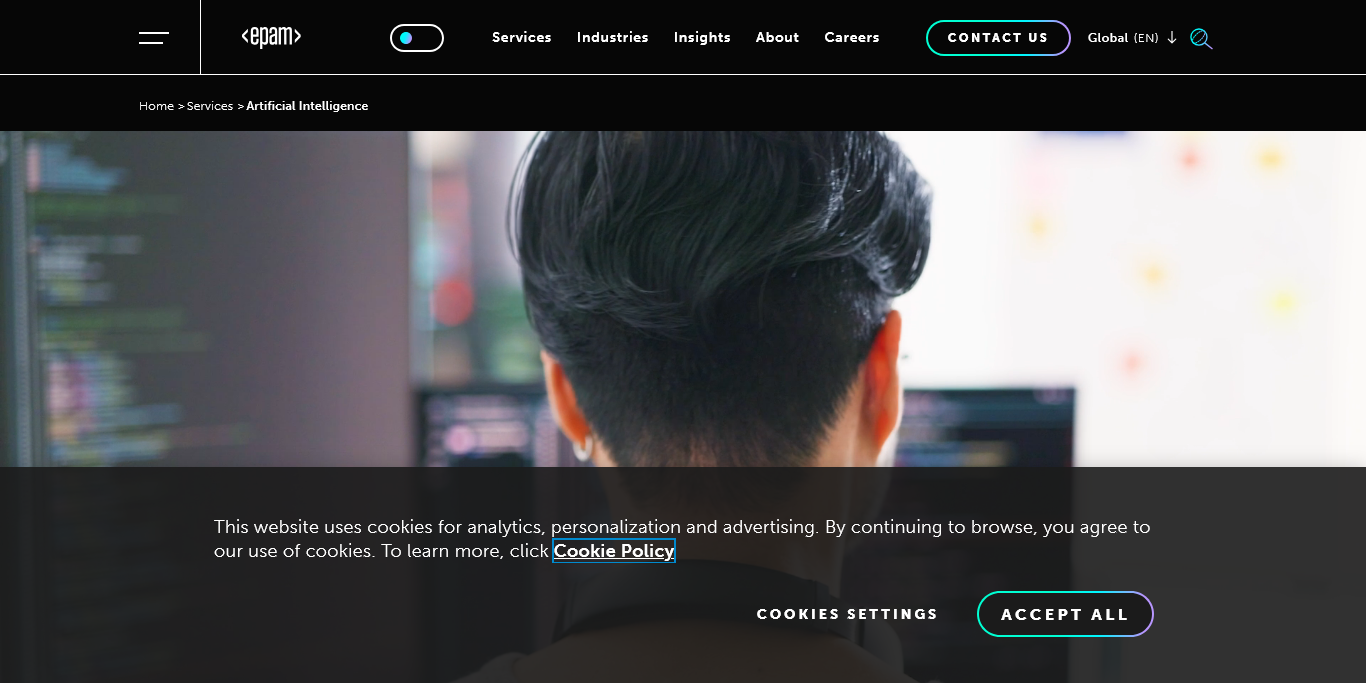 <epam>
Services
Industries
Insights
About
Careers
CONTACT US
Global (EN)
Home > Services > Artificial Intelligence
This website uses cookies for analytics, personalization and advertising. By continuing to browse, you agree to
our use of cookies. To learn more, click Cookie Policy
COOKIES SETTINGS
ACCEPT ALL